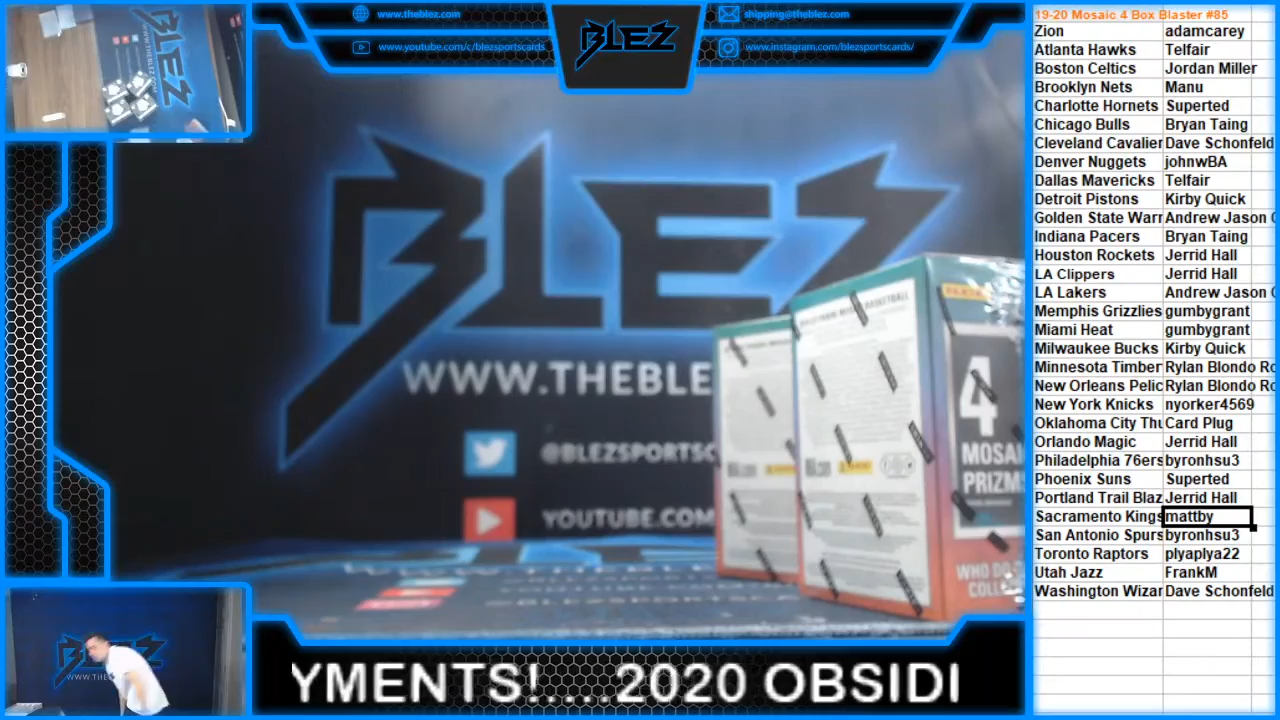 www.theblez.com
www.youtube.com/c/blezsportscards
BLEZ
shipping@theblez.com
www.instagram.com/blezsportscards/
BLEZ
WWW.THEBLE
@BLEZSPORTSC
YOUTUBE.COM
4
MOSAI
PRIZM
WHO DO
COLL
YMENTS!....2020 OBSIDI
19-20 Mosaic 4 Box Blaster #85
Zion adamcarey
Atlanta Hawks Telfair
Boston Celtics Jordan Miller
Brooklyn Nets Manu
Charlotte Hornets Superted
Chicago Bulls Bryan Taing
Cleveland Cavalier Dave Schonfeld
Denver Nuggets johnwBA
Dallas Mavericks Telfair
Detroit Pistons Kirby Quick
Golden State Warr Andrew Jason C
Indiana Pacers Bryan Taing
Houston Rockets Jerrid Hall
LA Clippers Jerrid Hall
LA Lakers Andrew Jason C
Memphis Grizzlies gumbygrant
Miami Heat gumbygrant
Milwaukee Bucks Kirby Quick
Minnesota Timber Rylan Blondo Ro
New Orleans Pelic Rylan Blondo Ro
New York Knicks nyorker4569
Oklahoma City Thu Card Plug
Orlando Magic Jerrid Hall
Philadelphia 76ers byronhsu3
Phoenix Suns Superted
Portland Trail Blaz Jerrid Hall
Sacramento Kings mattby
San Antonio Spurs byronhsu3
Toronto Raptors plyaplya22
Utah Jazz FrankM
Washington Wizar Dave Schonfeld